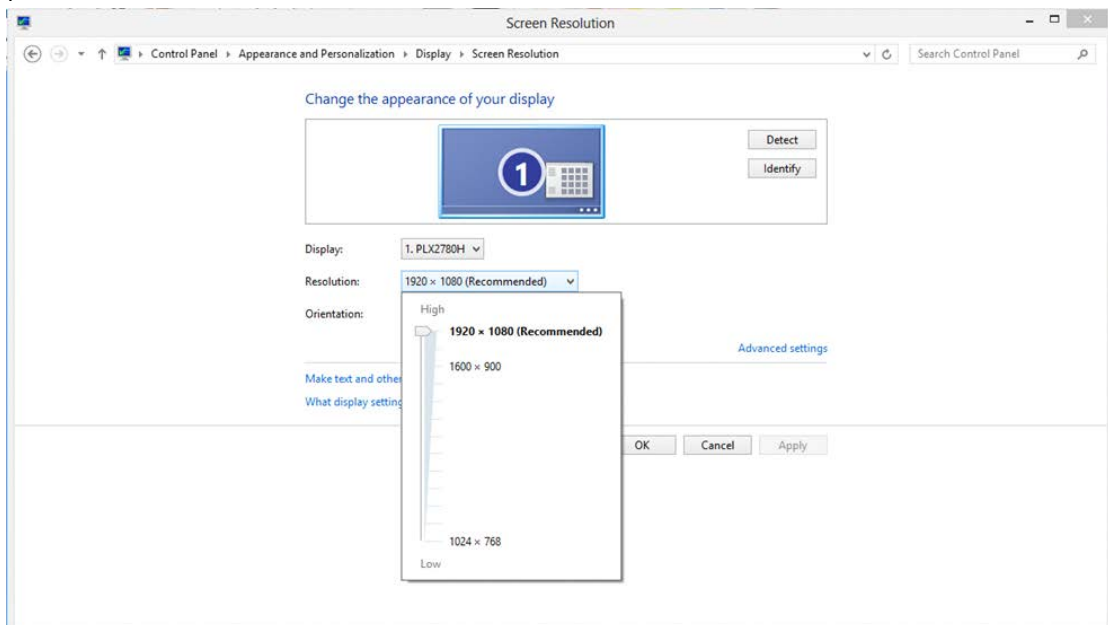 Screen Resolution
Control Panel ▸ Appearance and Personalization ▸ Display ▸ Screen Resolution
Search Control Panel
Change the appearance of your display
1
Detect
Identify
Display: 1. PLX2780H
Resolution: 1920 × 1080 (Recommended)
Orientation:
High
1920 × 1080 (Recommended)
Advanced settings
1600 × 900
Make text and other
What display setting
OK Cancel Apply
1024 × 768
Low